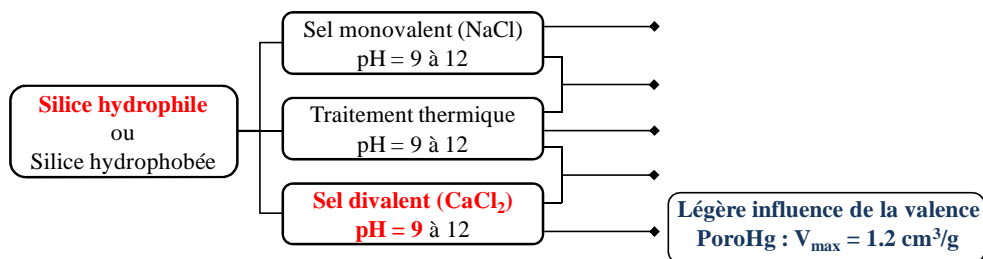 Sel monovalent (NaCl)
pH = 9 à 12
Silice hydrophile
ou
Silice hydrophobée
Traitement thermique
pH = 9 à 12
Sel divalent (CaCl₂)
pH = 9 à 12
Légère influence de la valence
PoroHg : Vmax = 1.2 cm³/g